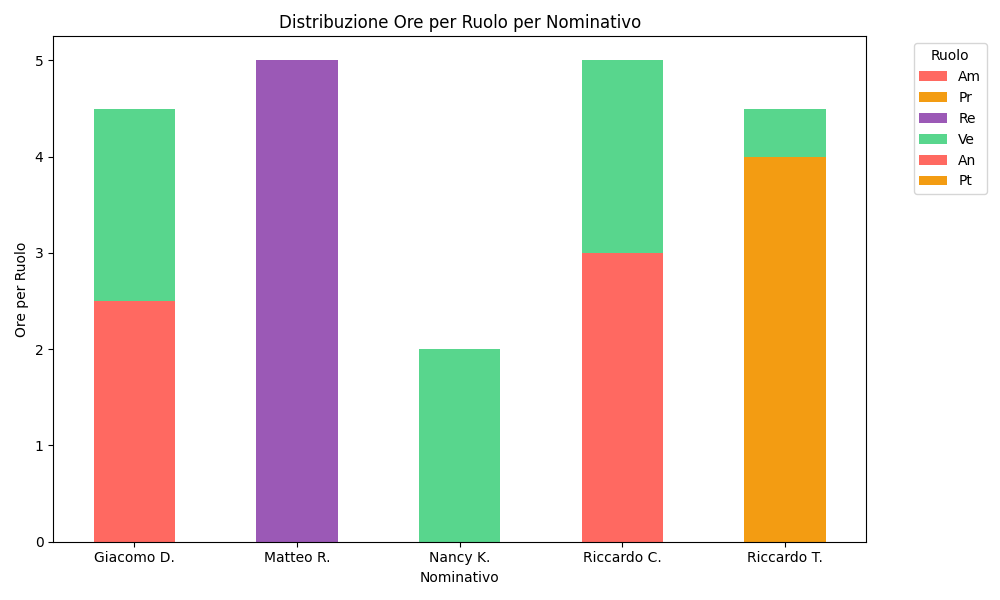 Distribuzione Ore per Ruolo per Nominativo
Ruolo
Am
Pr
Re
Ve
An
Pt
Ore per Ruolo
5
4
3
2
1
0
Giacomo D. Matteo R. Nancy K. Riccardo C. Riccardo T.
Nominativo